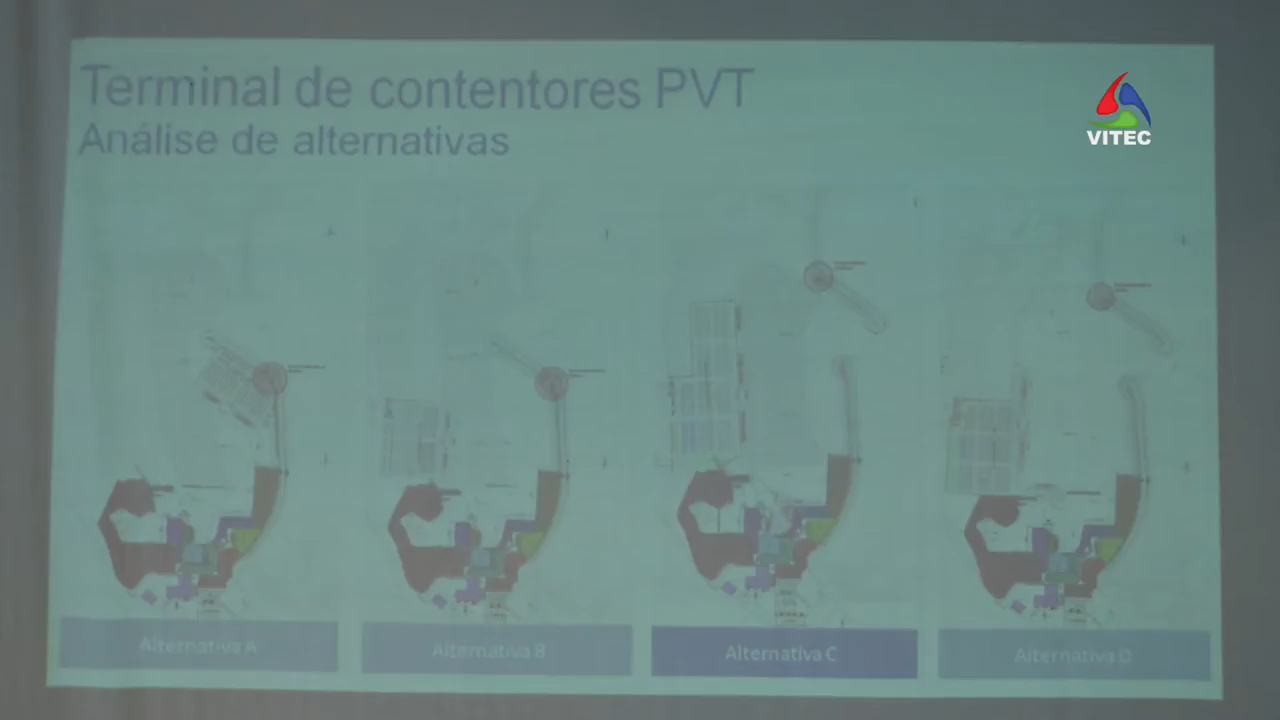 Terminal de contentores PVT
Análise de alternativas
VITEC
Alternativa A
Alternativa B
Alternativa C
Alternativa D